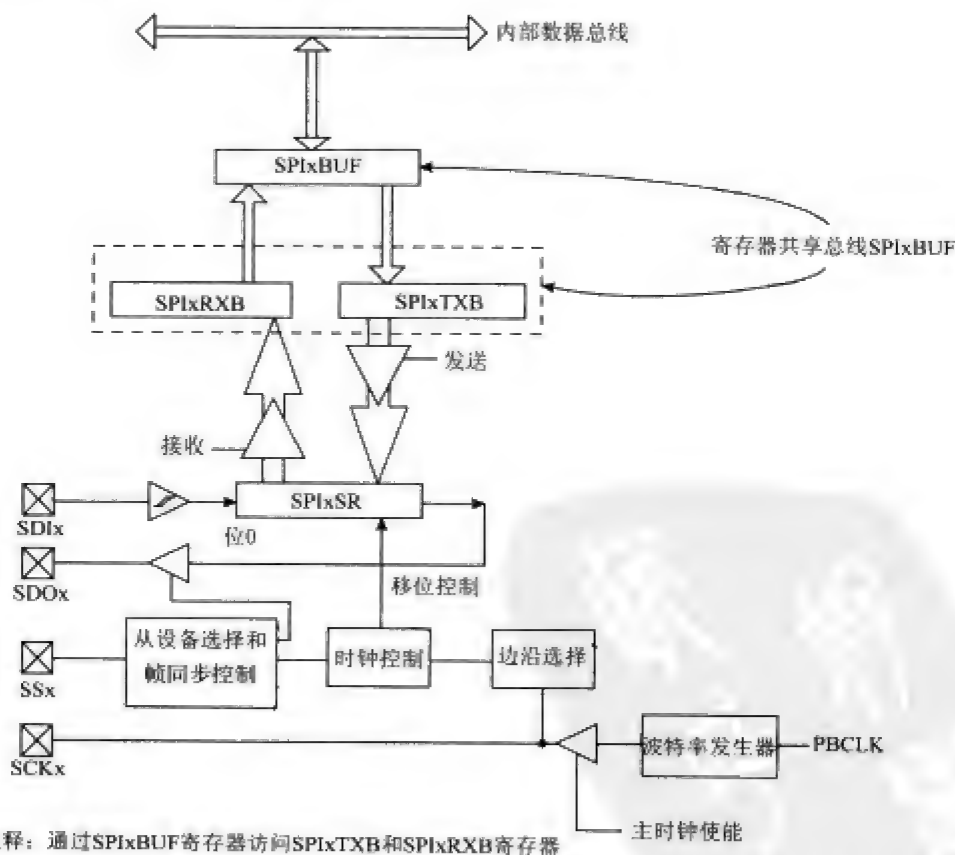 内部数据总线
SPIxBUF
寄存器共享总线SPIxBUF
SPIxRXB
SPIxTXB
发送
接收
SPIxSR
SDIx
位0
SDOx
移位控制
从设备选择和
帧同步控制
时钟控制
边沿选择
SSx
波特率发生器
PBCLK
SCKx
主时钟使能
释：通过SPIxBUF寄存器访问SPIxTXB和SPIxRXB寄存器